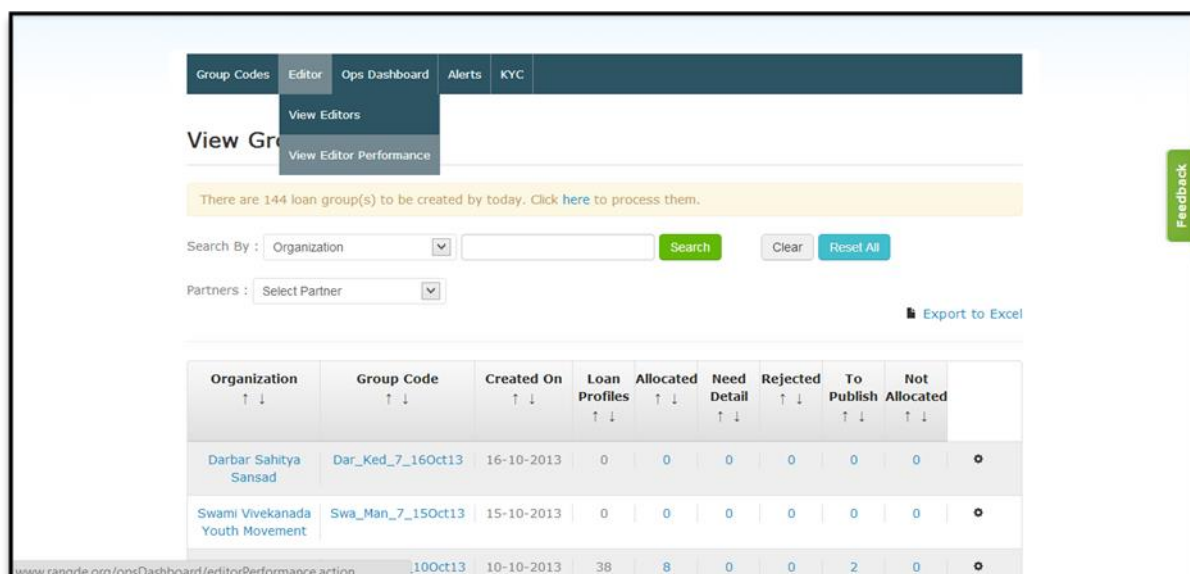 Group Codes Editor Ops Dashboard Alerts KYC
View Editors
View Gro
View Editor Performance
There are 144 loan group(s) to be created by today. Click here to process them.
Search By : Organization Search Clear Reset All
Partners : Select Partner
Export to Excel
Organization Group Code Created On Loan Allocated Need Rejected To Not
↑ ↓ ↑ ↓ ↑ ↓ Profiles ↑ ↓ Detail ↑ ↓ Publish Allocated
↑ ↓ ↑ ↓ ↑ ↓ ↑ ↓
Darbar Sahitya Dar_Ked_7_16Oct13 16-10-2013 0 0 0 0 0 0
Sansad
Swami Vivekanada Swa_Man_7_15Oct13 15-10-2013 0 0 0 0 0 0
Youth Movement
_10Oct13 10-10-2013 38 8 0 0 2 0
www.rangde.org/opsDashboard/editorPerformance.action
Feedback